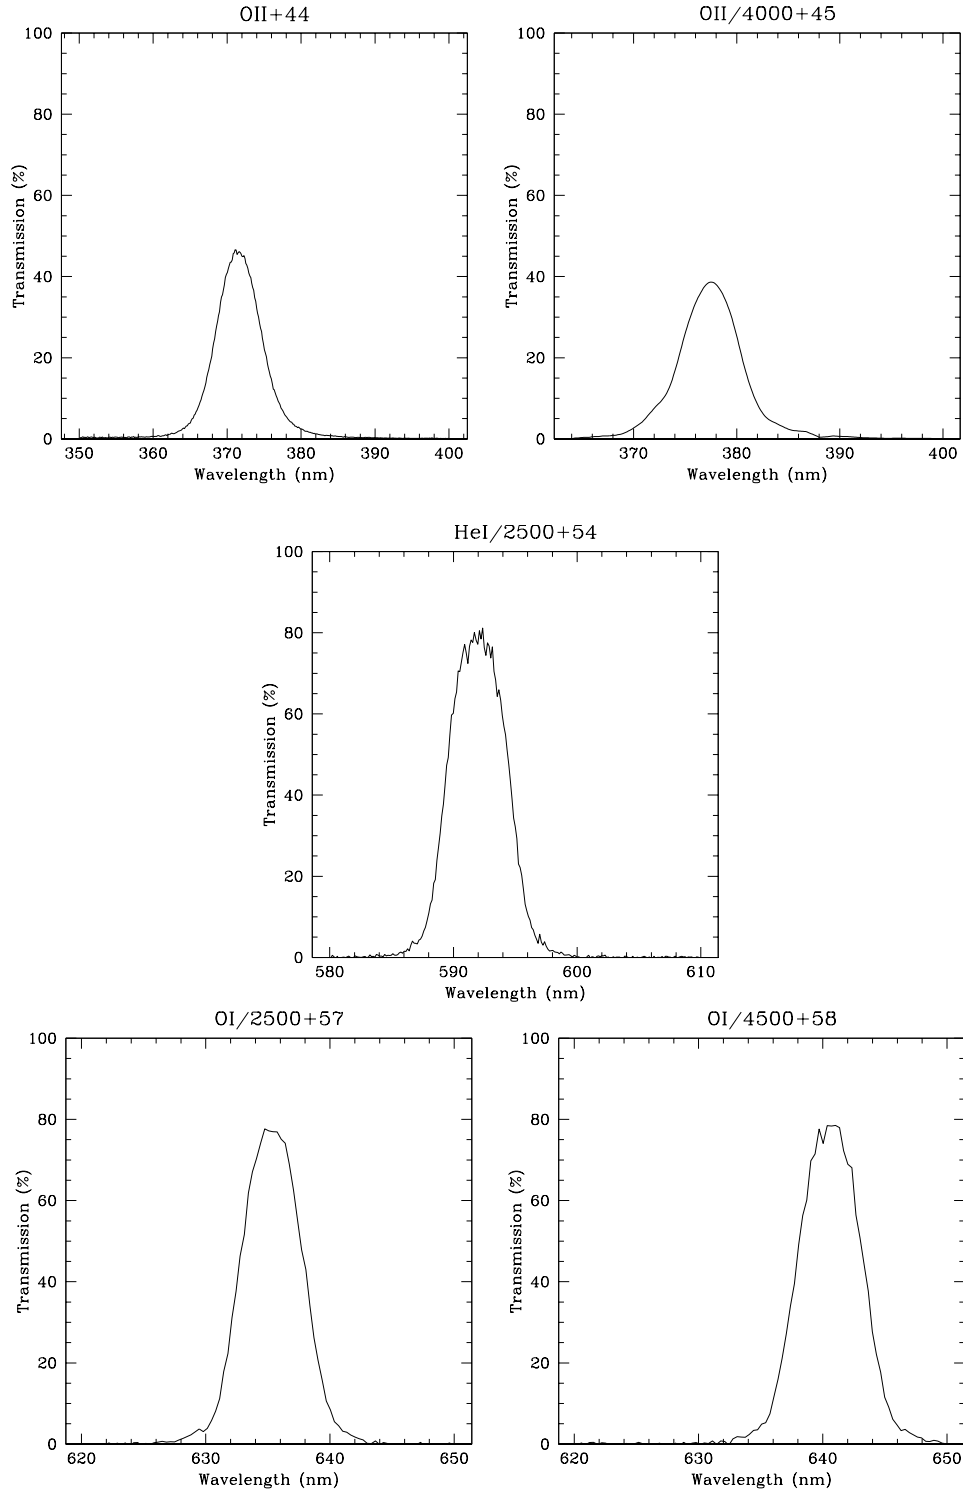 OII+44
OII/4000+45
100
80
60
40
20
0
Transmission (%)
350 360 370 380 390 400
Wavelength (nm)
100
80
60
40
20
0
Transmission (%)
370 380 390 400
Wavelength (nm)
HeI/2500+54
100
80
60
40
20
0
Transmission (%)
580 590 600 610
Wavelength (nm)
OI/2500+57
OI/4500+58
100
80
60
40
20
0
Transmission (%)
620 630 640 650
Wavelength (nm)
100
80
60
40
20
0
Transmission (%)
620 630 640 650
Wavelength (nm)